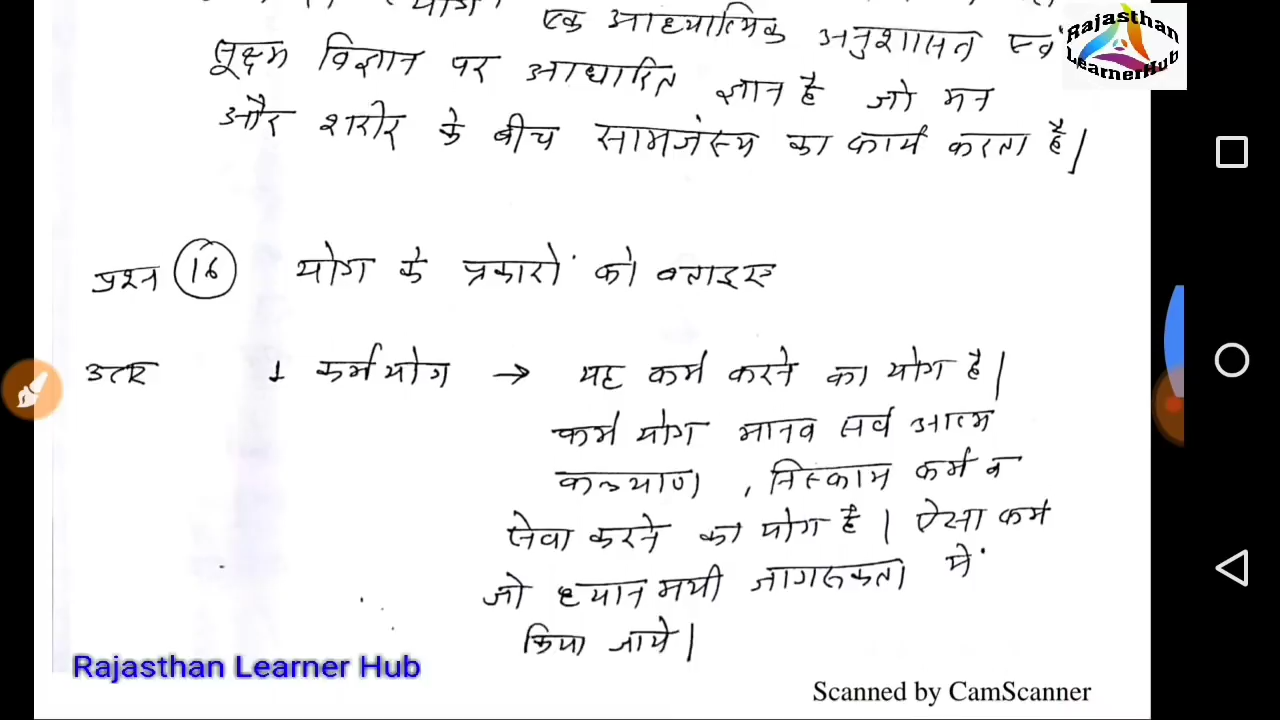 एक आध्यात्मिक अनुशासन एवं
सूक्ष्म विज्ञान पर आधारित ज्ञान है जो मन
और शरीर के बीच सामजंस्य का कार्य करता है|
Rajasthan
LearnerHub
प्रश्न 16 योग के प्रकारों को बताइए
उत्तर 1 कर्मयोग → यह कर्म करने का योग है|
कर्म योग मानव सर्व आत्म
कल्याण, निस्काम कर्म व
सेवा करने का योग है| ऐसा कर्म
जो ध्यानमयी जागरूकता में
किया जाये|
Rajasthan Learner Hub
Scanned by CamScanner